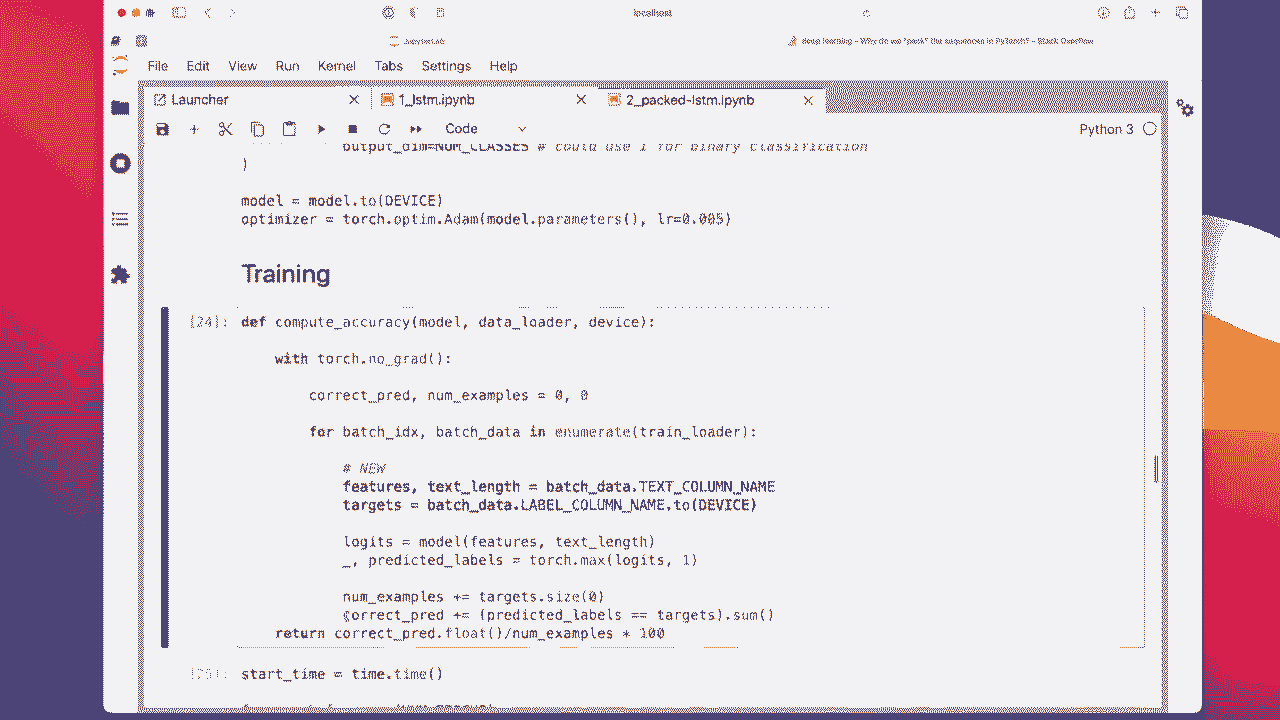 localhost
JupyterLab
deep learning - Why do we "pack" the sequences in PyTorch? - Stack Overflow
File Edit View Run Kernel Tabs Settings Help
Launcher 1_lstm.ipynb 2_packed-lstm.ipynb
Code Python 3
output_dim=NUM_CLASSES # could use 1 for binary classification
)
model = model.to(DEVICE)
optimizer = torch.optim.Adam(model.parameters(), lr=0.005)
Training
[24]: def compute_accuracy(model, data_loader, device):
with torch.no_grad():
correct_pred, num_examples = 0, 0
for batch_idx, batch_data in enumerate(train_loader):
# NEW
features, text_length = batch_data.TEXT_COLUMN_NAME
targets = batch_data.LABEL_COLUMN_NAME.to(DEVICE)
logits = model(features, text_length)
_, predicted_labels = torch.max(logits, 1)
num_examples += targets.size(0)
correct_pred += (predicted_labels == targets).sum()
return correct_pred.float()/num_examples * 100
[25]: start_time = time.time()